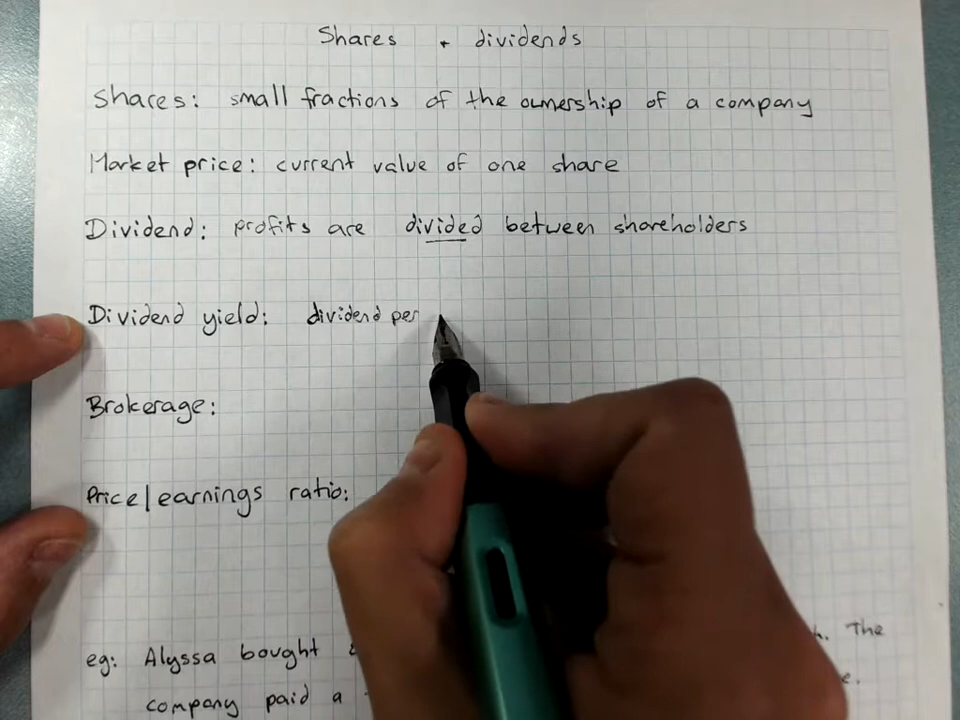 Shares + dividends
Shares: small fractions of the ownership of a company
Market price: current value of one share
Dividend: profits are divided between shareholders
Dividend yield: dividend per
Brokerage:
Price/earnings ratio:
The
eg: Alyssa bought
company paid a